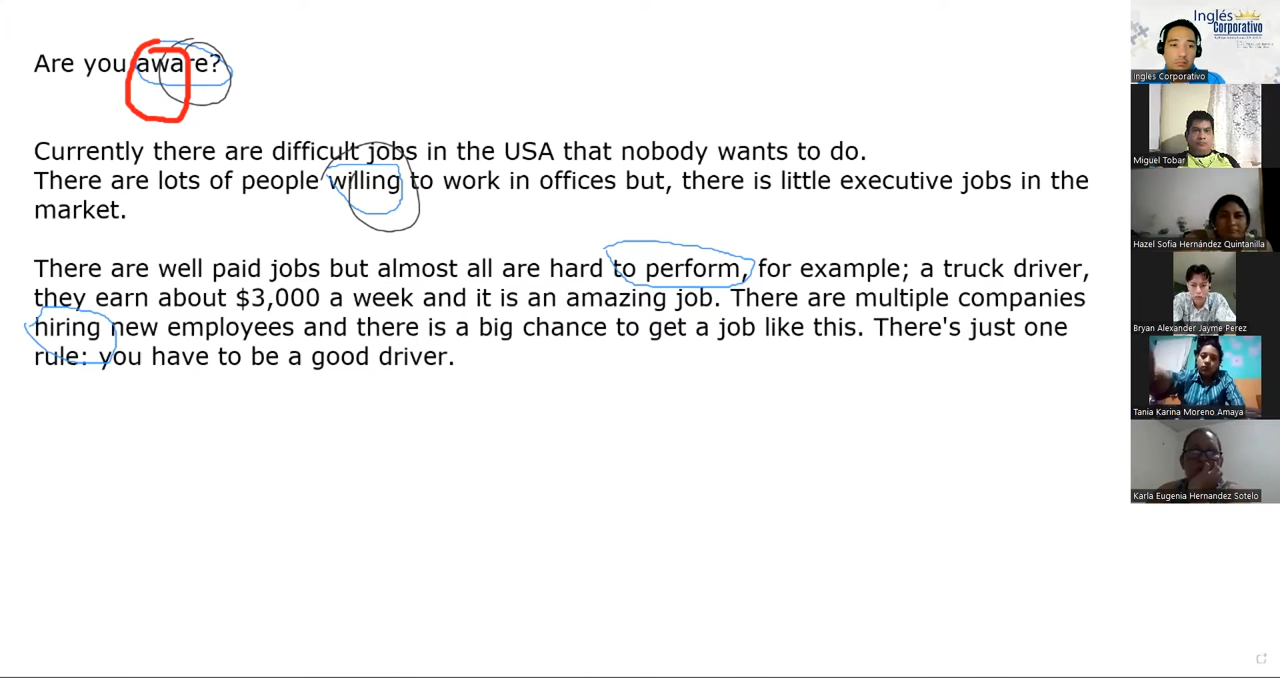 Are you aware?
Currently there are difficult jobs in the USA that nobody wants to do.
There are lots of people willing to work in offices but, there is little executive jobs in the
market.
There are well paid jobs but almost all are hard to perform, for example; a truck driver,
they earn about $3,000 a week and it is an amazing job. There are multiple companies
hiring new employees and there is a big chance to get a job like this. There's just one
rule: you have to be a good driver.
Inglés
Corporativo
Ingles Corporativo
Miguel Tobar
Hazel Sofia Hernández Quintanilla
Bryan Alexander Jayme Perez
Tania Karina Moreno Amaya
Karla Eugenia Hernandez Sotelo